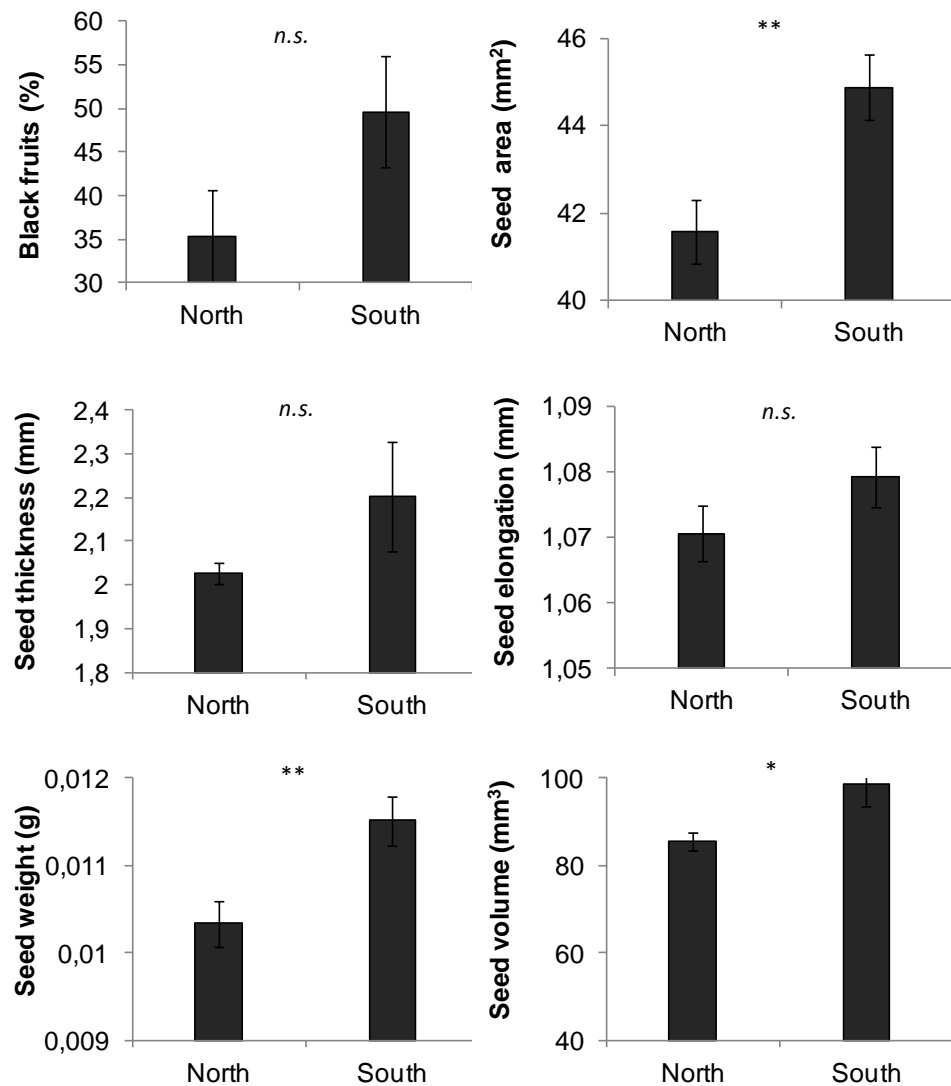 Black fruits (%)
60
55
50
45
40
35
30
n.s.
North South
Seed area (mm²)
46
44
42
40
**
North South
Seed thickness (mm)
2,4
2,3
2,2
2,1
2
1,9
1,8
n.s.
North South
Seed elongation (mm)
1,09
1,08
1,07
1,06
1,05
n.s.
North South
Seed weight (g)
0,012
0,011
0,01
0,009
**
North South
Seed volume (mm³)
100
80
60
40
*
North South